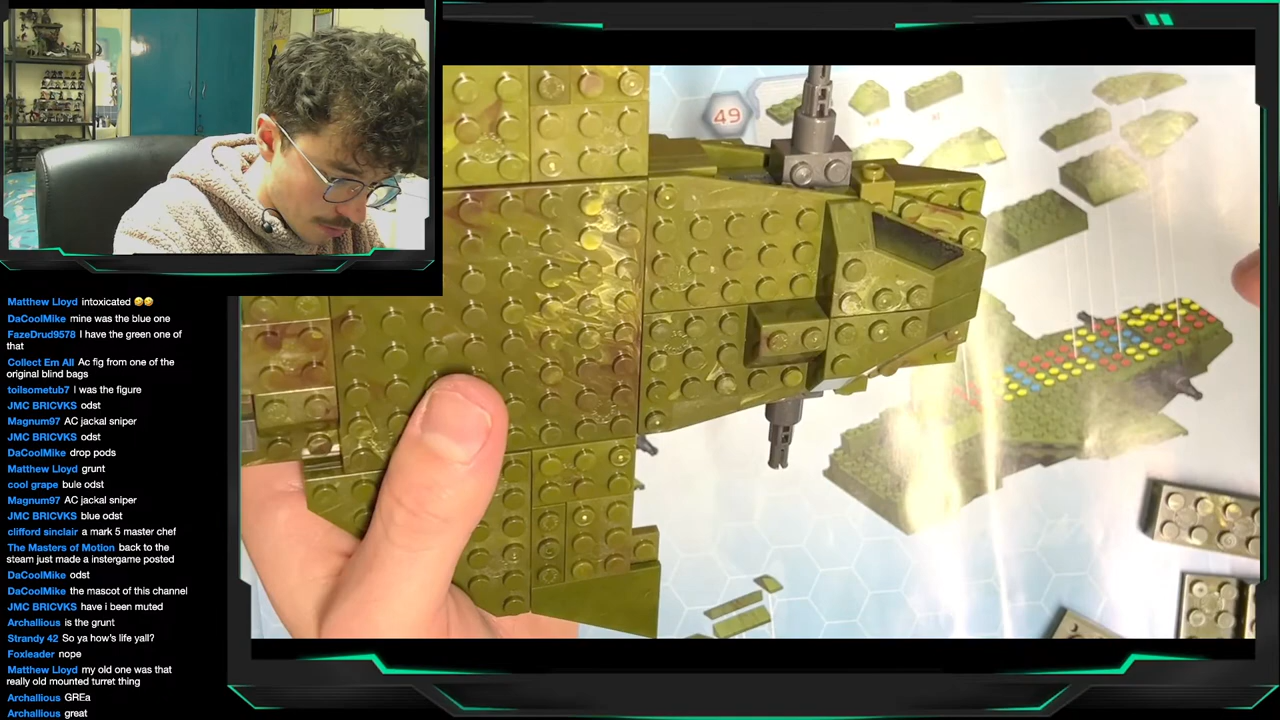 49
Matthew Lloyd intoxicated 🤣🤣
DaCoolMike mine was the blue one
FazeDrud9578 I have the green one of
that
Collect Em All Ac fig from one of the
original blind bags
toilsometub7 I was the figure
JMC BRICVKS odst
Magnum97 AC jackal sniper
JMC BRICVKS odst
DaCoolMike drop pods
Matthew Lloyd grunt
cool grape bule odst
Magnum97 AC jackal sniper
JMC BRICVKS blue odst
clifford sinclair a mark 5 master chef
The Masters of Motion back to the
steam just made a instergame posted
DaCoolMike odst
DaCoolMike the mascot of this channel
JMC BRICVKS have i been muted
Archallious is the grunt
Strandy 42 So ya how's life yall?
Foxleader nope
Matthew Lloyd my old one was that
really old mounted turret thing
Archallious GREa
Archallious great